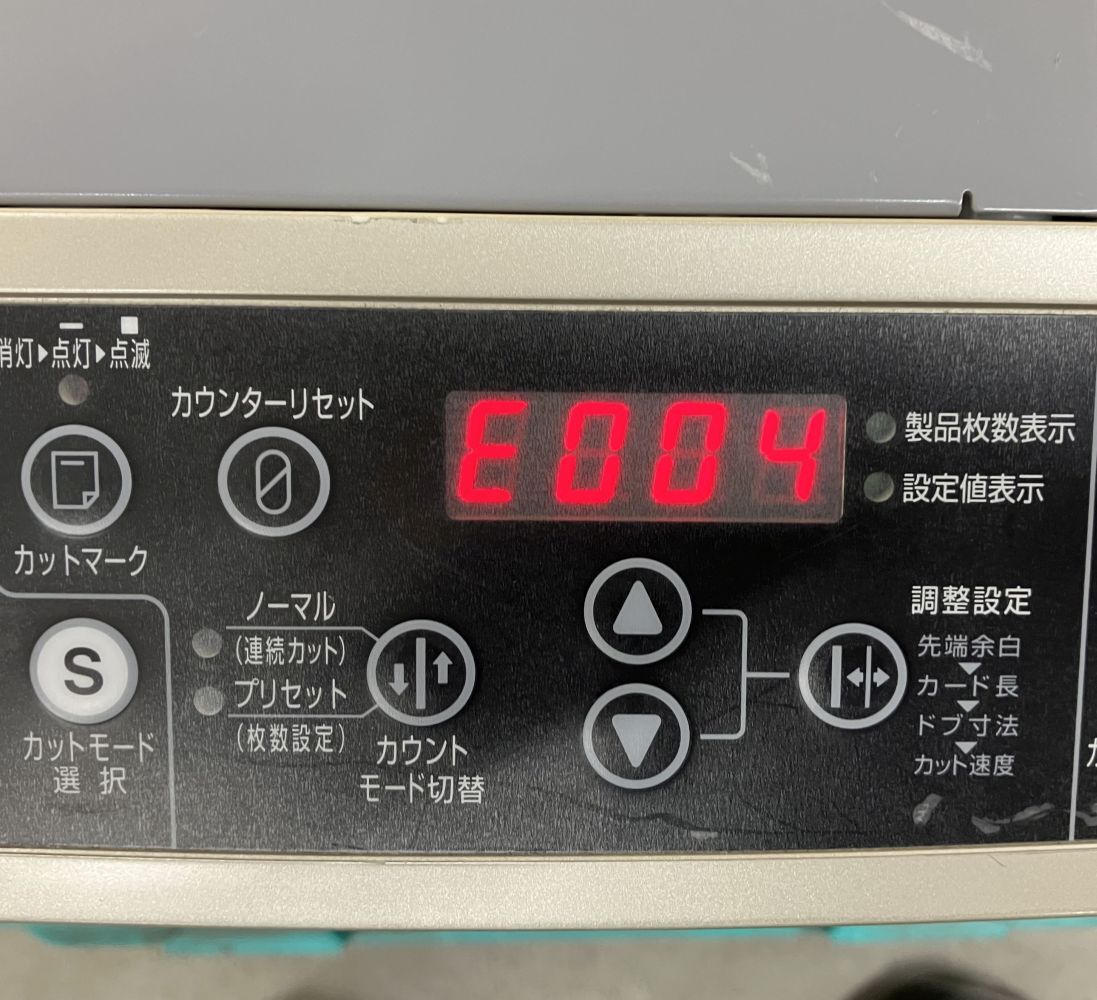 消灯▶点灯▶点滅
カウンターリセット
E004
製品枚数表示
設定値表示
カットマーク
ノーマル
(連続カット)
プリセット
(枚数設定)
カウント
モード切替
S
カットモード
選択
調整設定
先端余白
カード長
ドブ寸法
カット速度